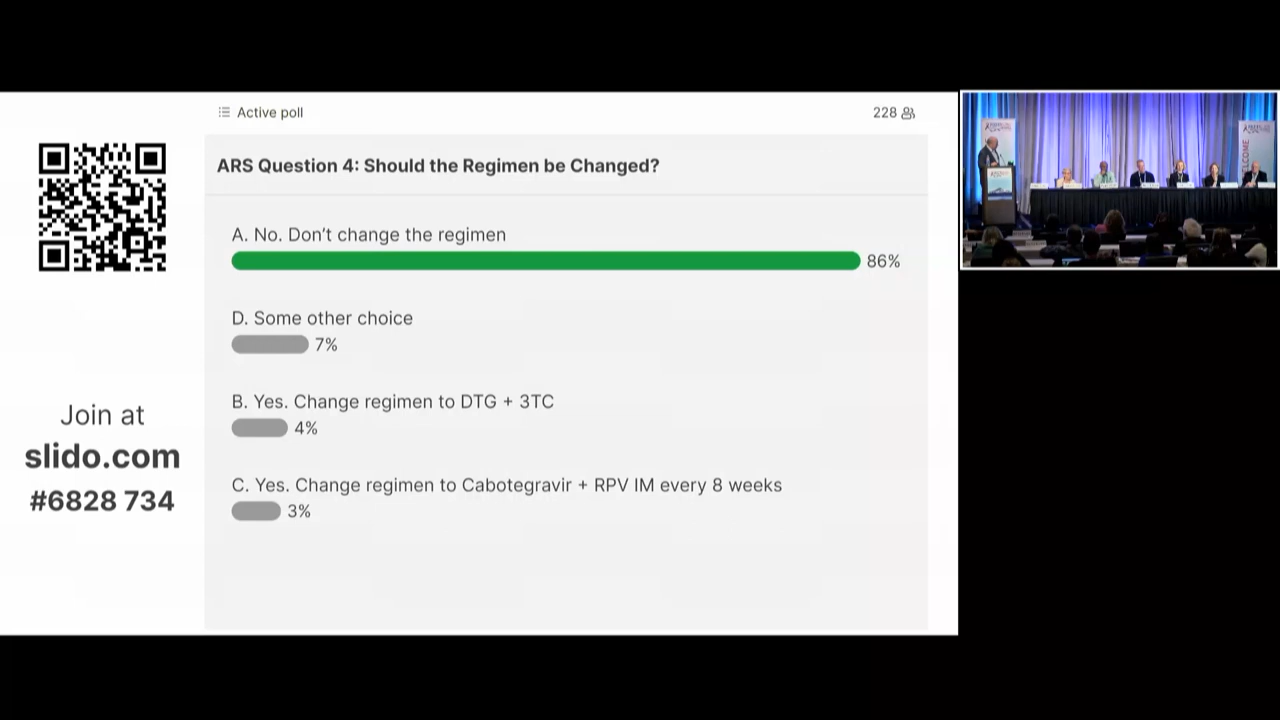 Active poll
228
ARS Question 4: Should the Regimen be Changed?
A. No. Don’t change the regimen
86%
D. Some other choice
7%
B. Yes. Change regimen to DTG + 3TC
4%
C. Yes. Change regimen to Cabotegravir + RPV IM every 8 weeks
3%
Join at
slido.com
#6828 734
WELCOME